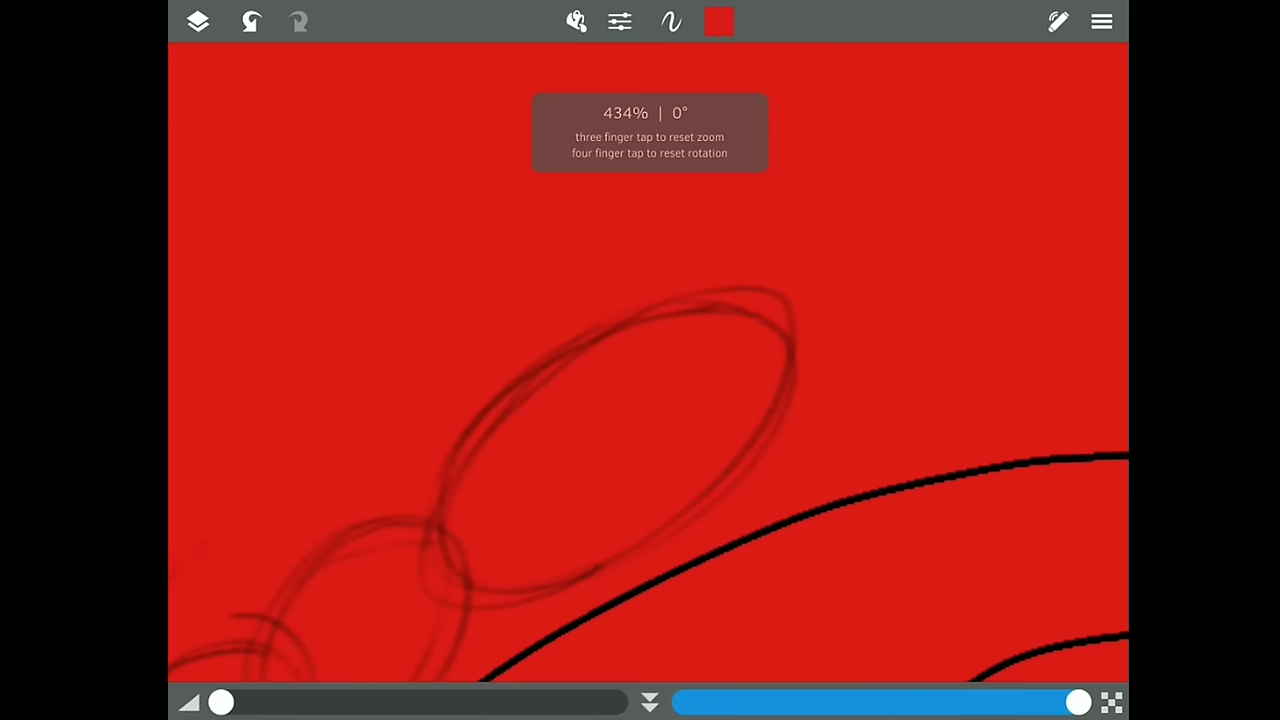 434% | 0°
three finger tap to reset zoom
four finger tap to reset rotation